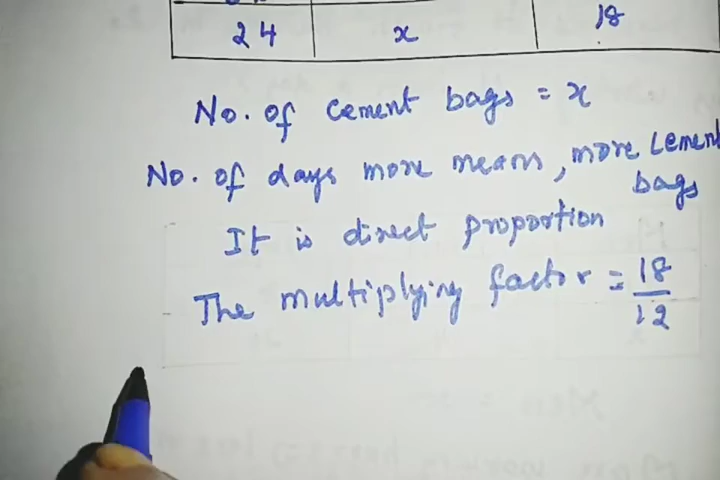 24 x 18
No. of cement bags = x
No. of days more means, more cement
bags
It is direct proportion
The multiplying factor = 18/12